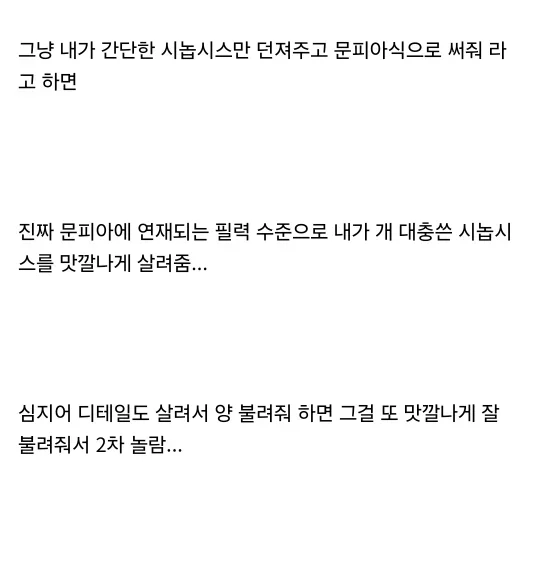 그냥 내가 간단한 시놉시스만 던져주고 문피아식으로 써줘 라
고 하면
진짜 문피아에 연재되는 필력 수준으로 내가 개 대충쓴 시놉시
스를 맛깔나게 살려줌...
심지어 디테일도 살려서 양 불려줘 하면 그걸 또 맛깔나게 잘
불려줘서 2차 놀람...